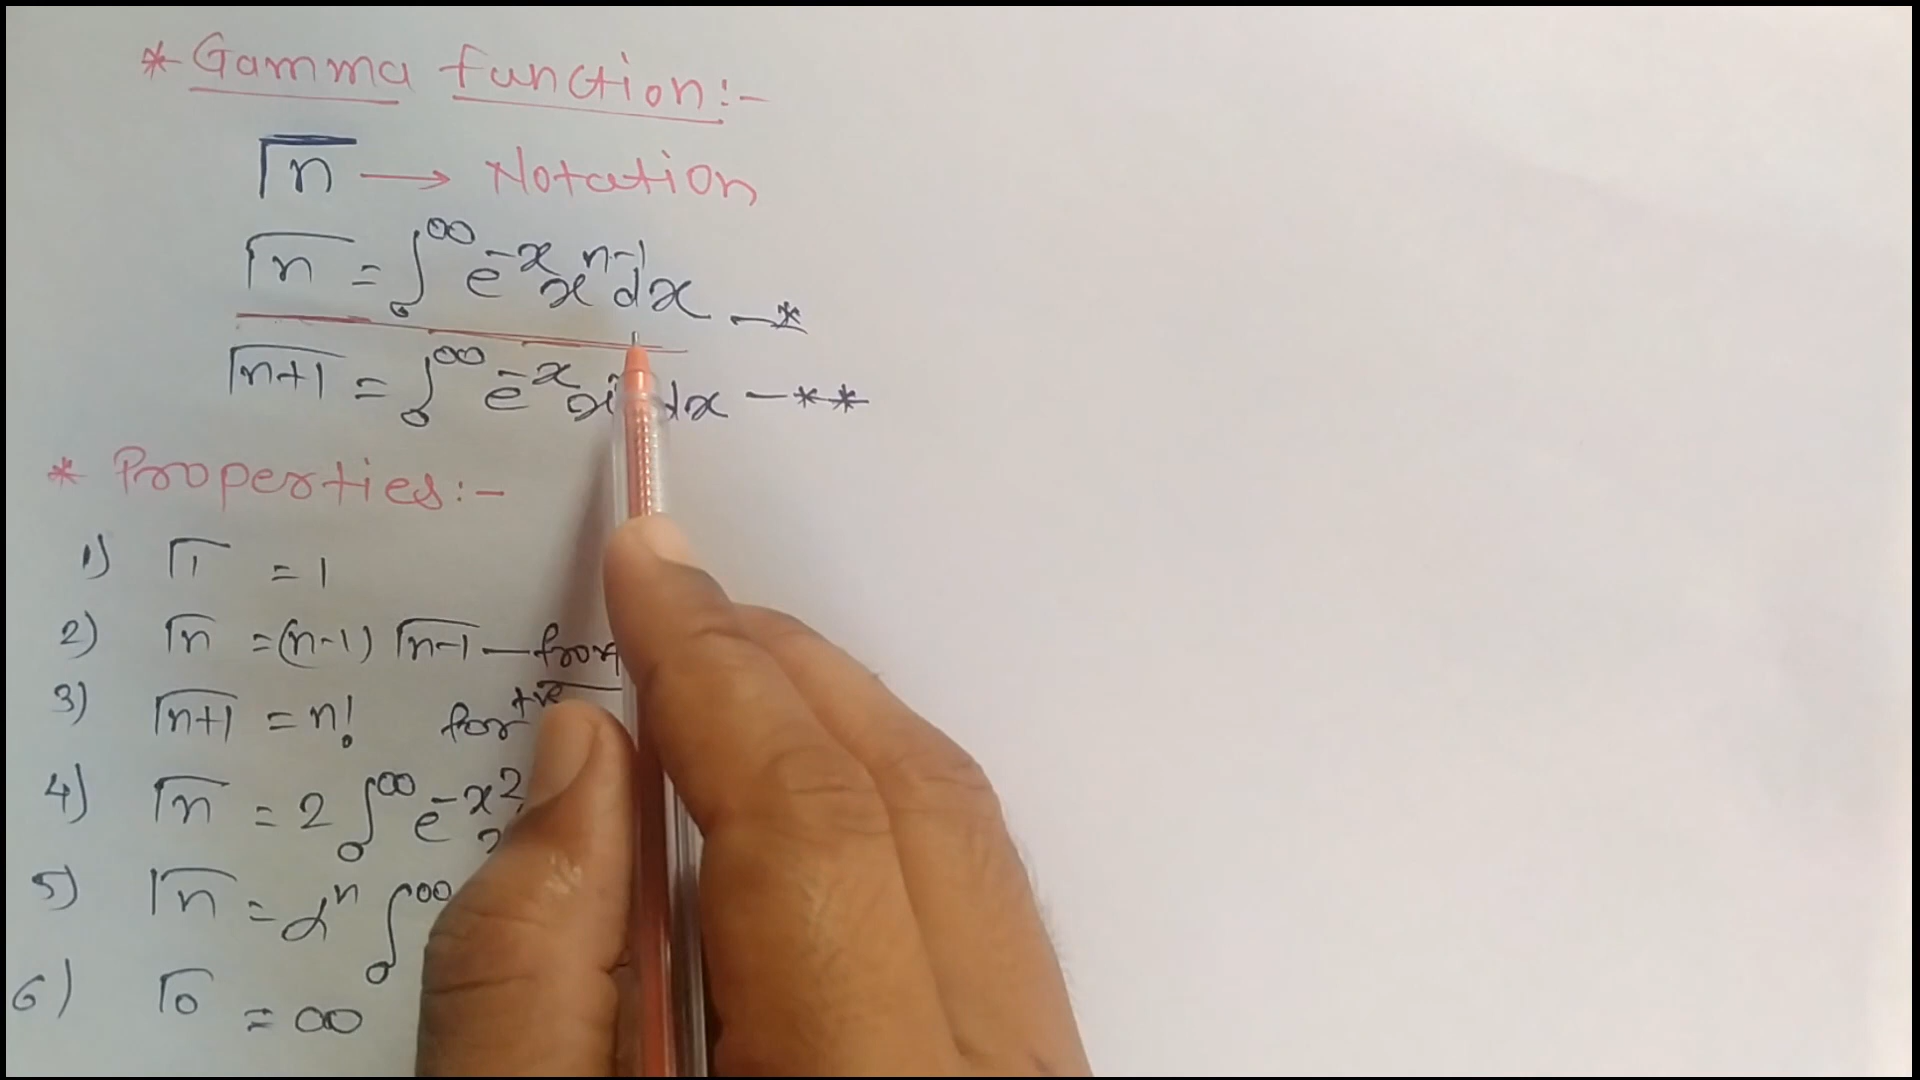 * Gamma function:-
Γn → Notation
Γn = ∫₀^∞ e^-x x^n-1 dx —*
Γn+1 = ∫₀^∞ e^-x x dx —**
* Properties:-
1) Γ1 = 1
2) Γn = (n-1) Γn-1 —
3) Γn+1 = n! for +ve
4) Γn = 2 ∫₀^∞ e^-x²
5) Γn = α^n ∫₀^∞
6) Γ0 = ∞